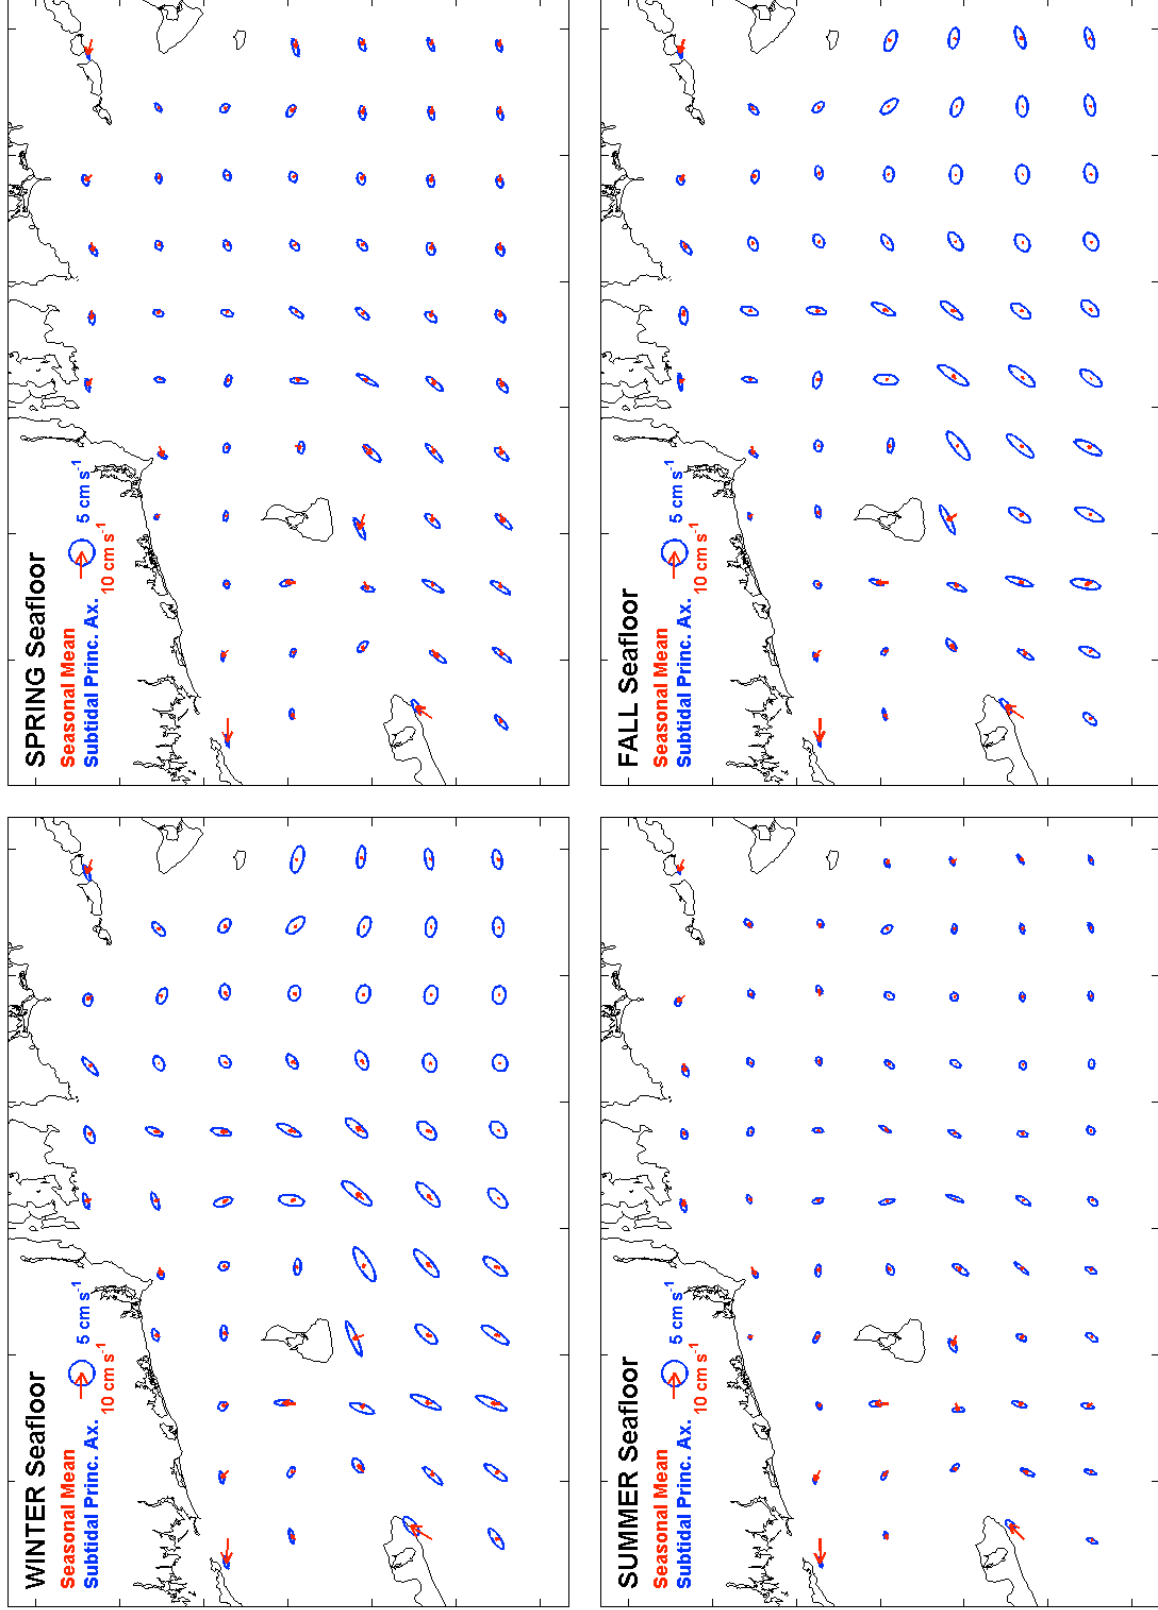 WINTER Seafloor
Seasonal Mean
Subtidal Princ. Ax.
10 cm s⁻¹
5 cm s⁻¹
SPRING Seafloor
Seasonal Mean
Subtidal Princ. Ax.
10 cm s⁻¹
5 cm s⁻¹
SUMMER Seafloor
Seasonal Mean
Subtidal Princ. Ax.
10 cm s⁻¹
5 cm s⁻¹
FALL Seafloor
Seasonal Mean
Subtidal Princ. Ax.
10 cm s⁻¹
5 cm s⁻¹